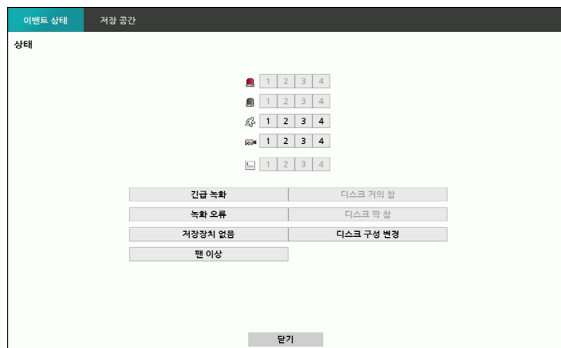 이벤트 상태 저장 공간
상태
1 2 3 4
1 2 3 4
1 2 3 4
1 2 3 4
1 2 3 4
긴급 녹화 디스크 거의 참
녹화 오류 디스크 꽉 참
저장장치 없음 디스크 구성 변경
팬 이상
닫기